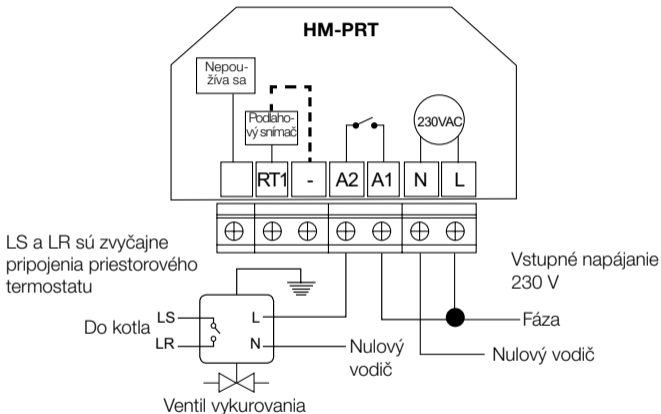 HM-PRT
Nepou-
žíva sa
Podlaho-
vý snímač
230VAC
RT1
-
A2
A1
N
L
LS a LR sú zvyčajne
pripojenia priestorového
termostatu
Vstupné napájanie
230 V
Do kotla
LS
LR
L
N
Fáza
Nulový
vodič
Nulový vodič
Ventil vykurovania